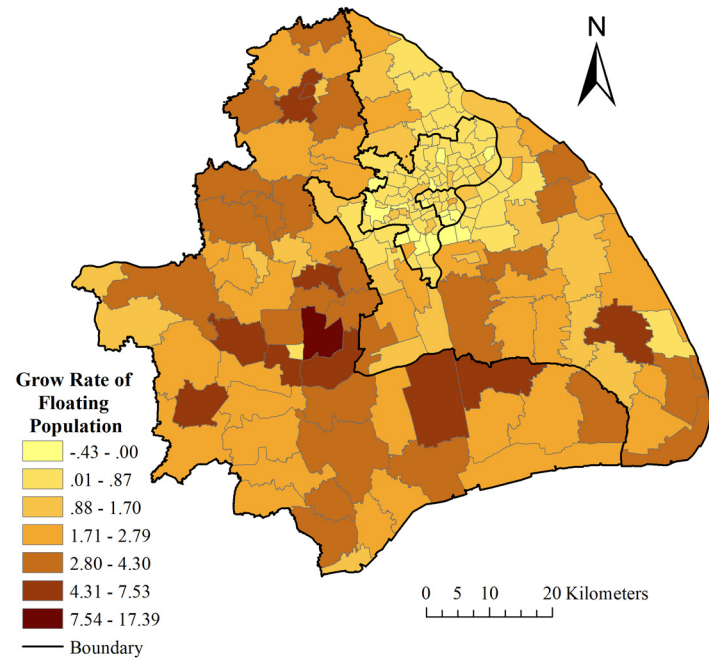 N
Grow Rate of
Floating
Population
-.43 - .00
.01 - .87
.88 - 1.70
1.71 - 2.79
2.80 - 4.30
4.31 - 7.53
7.54 - 17.39
Boundary
0 5 10 20 Kilometers